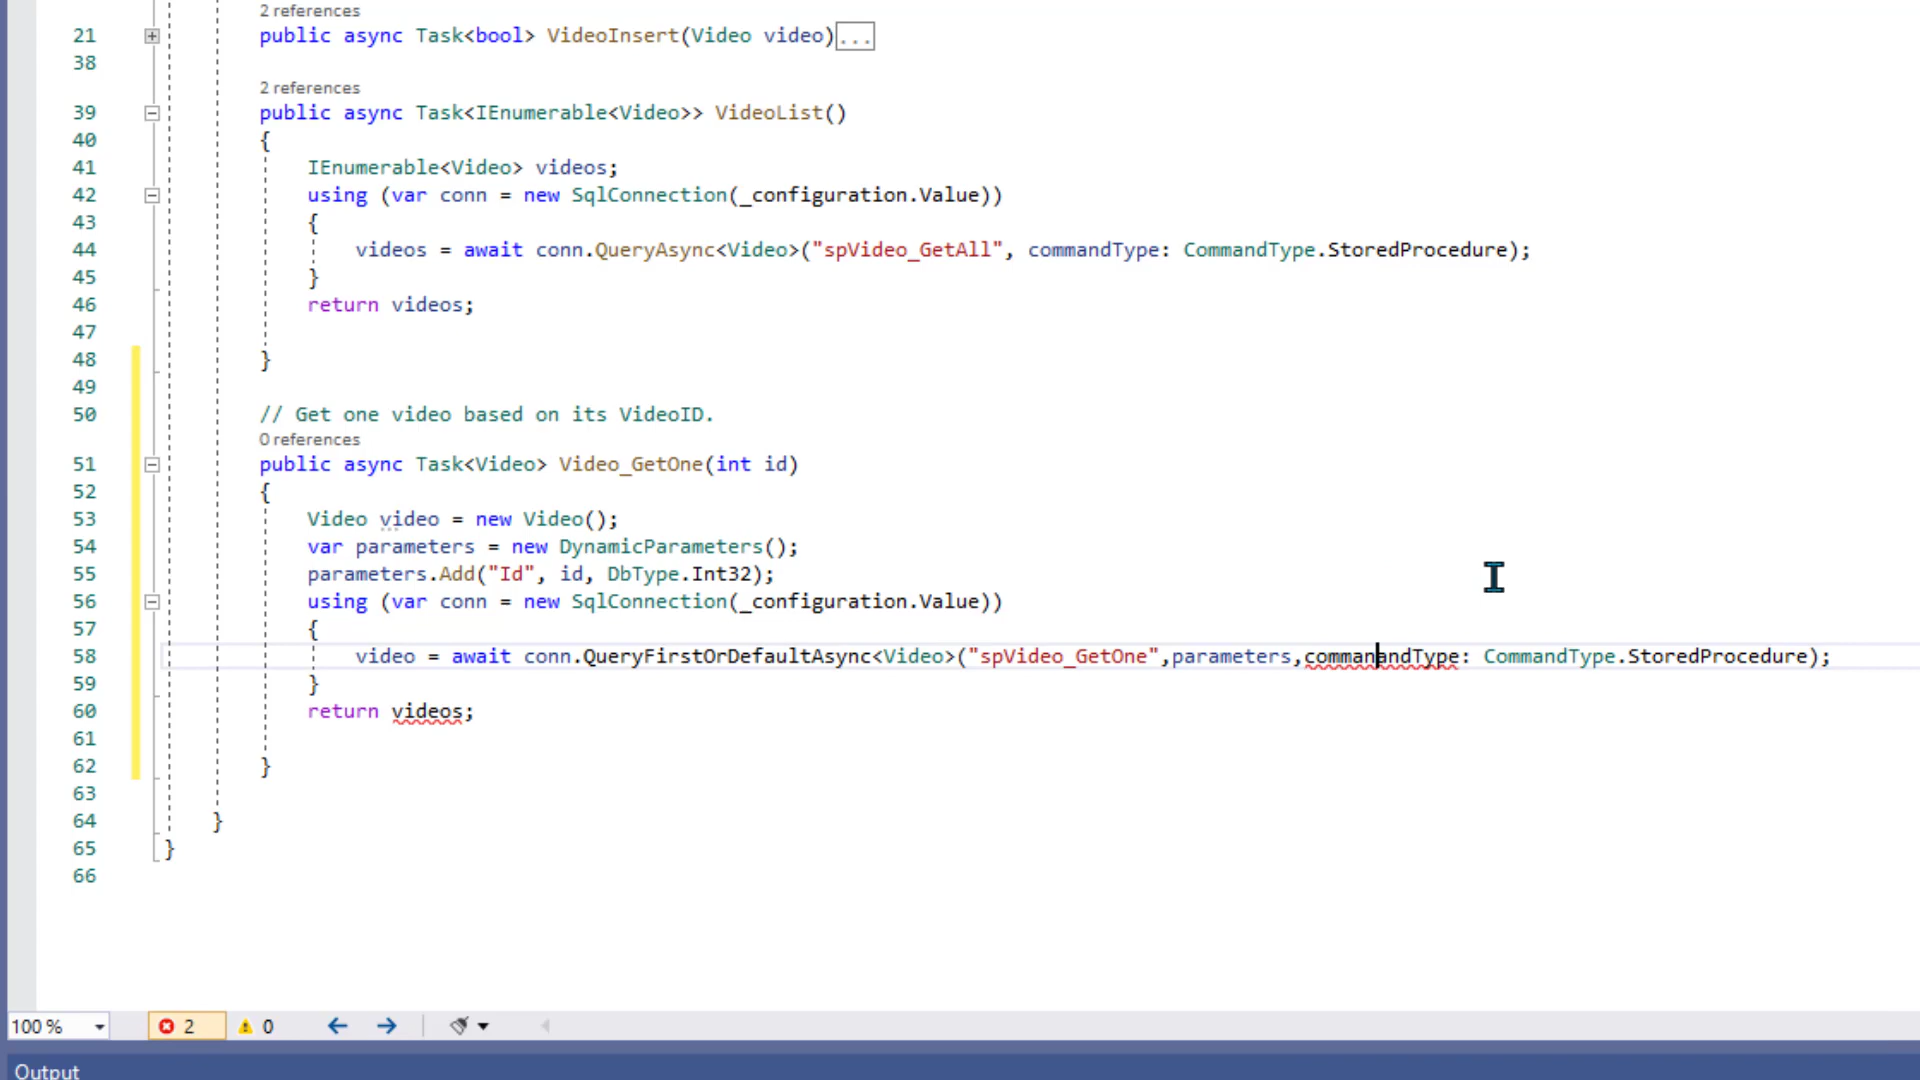 2 references
21 public async Task<bool> VideoInsert(Video video)...
38
2 references
39 public async Task<IEnumerable<Video>> VideoList()
40 {
41 IEnumerable<Video> videos;
42 using (var conn = new SqlConnection(_configuration.Value))
43 {
44 videos = await conn.QueryAsync<Video>("spVideo_GetAll", commandType: CommandType.StoredProcedure);
45 }
46 return videos;
47
48 }
49
50 // Get one video based on its VideoID.
0 references
51 public async Task<Video> Video_GetOne(int id)
52 {
53 Video video = new Video();
54 var parameters = new DynamicParameters();
55 parameters.Add("Id", id, DbType.Int32);
56 using (var conn = new SqlConnection(_configuration.Value))
57 {
58 video = await conn.QueryFirstOrDefaultAsync<Video>("spVideo_GetOne",parameters,commanandType: CommandType.StoredProcedure);
59 }
60 return videos;
61
62 }
63
64 }
65 }
66
100 % 2 0
Output